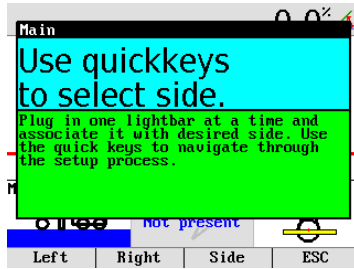 Main
Use quickkeys
to select side.
Plug in one lightbar at a time and
associate it with desired side. Use
the quick keys to navigate through
the setup process.
M
Not present
Left Right Side ESC